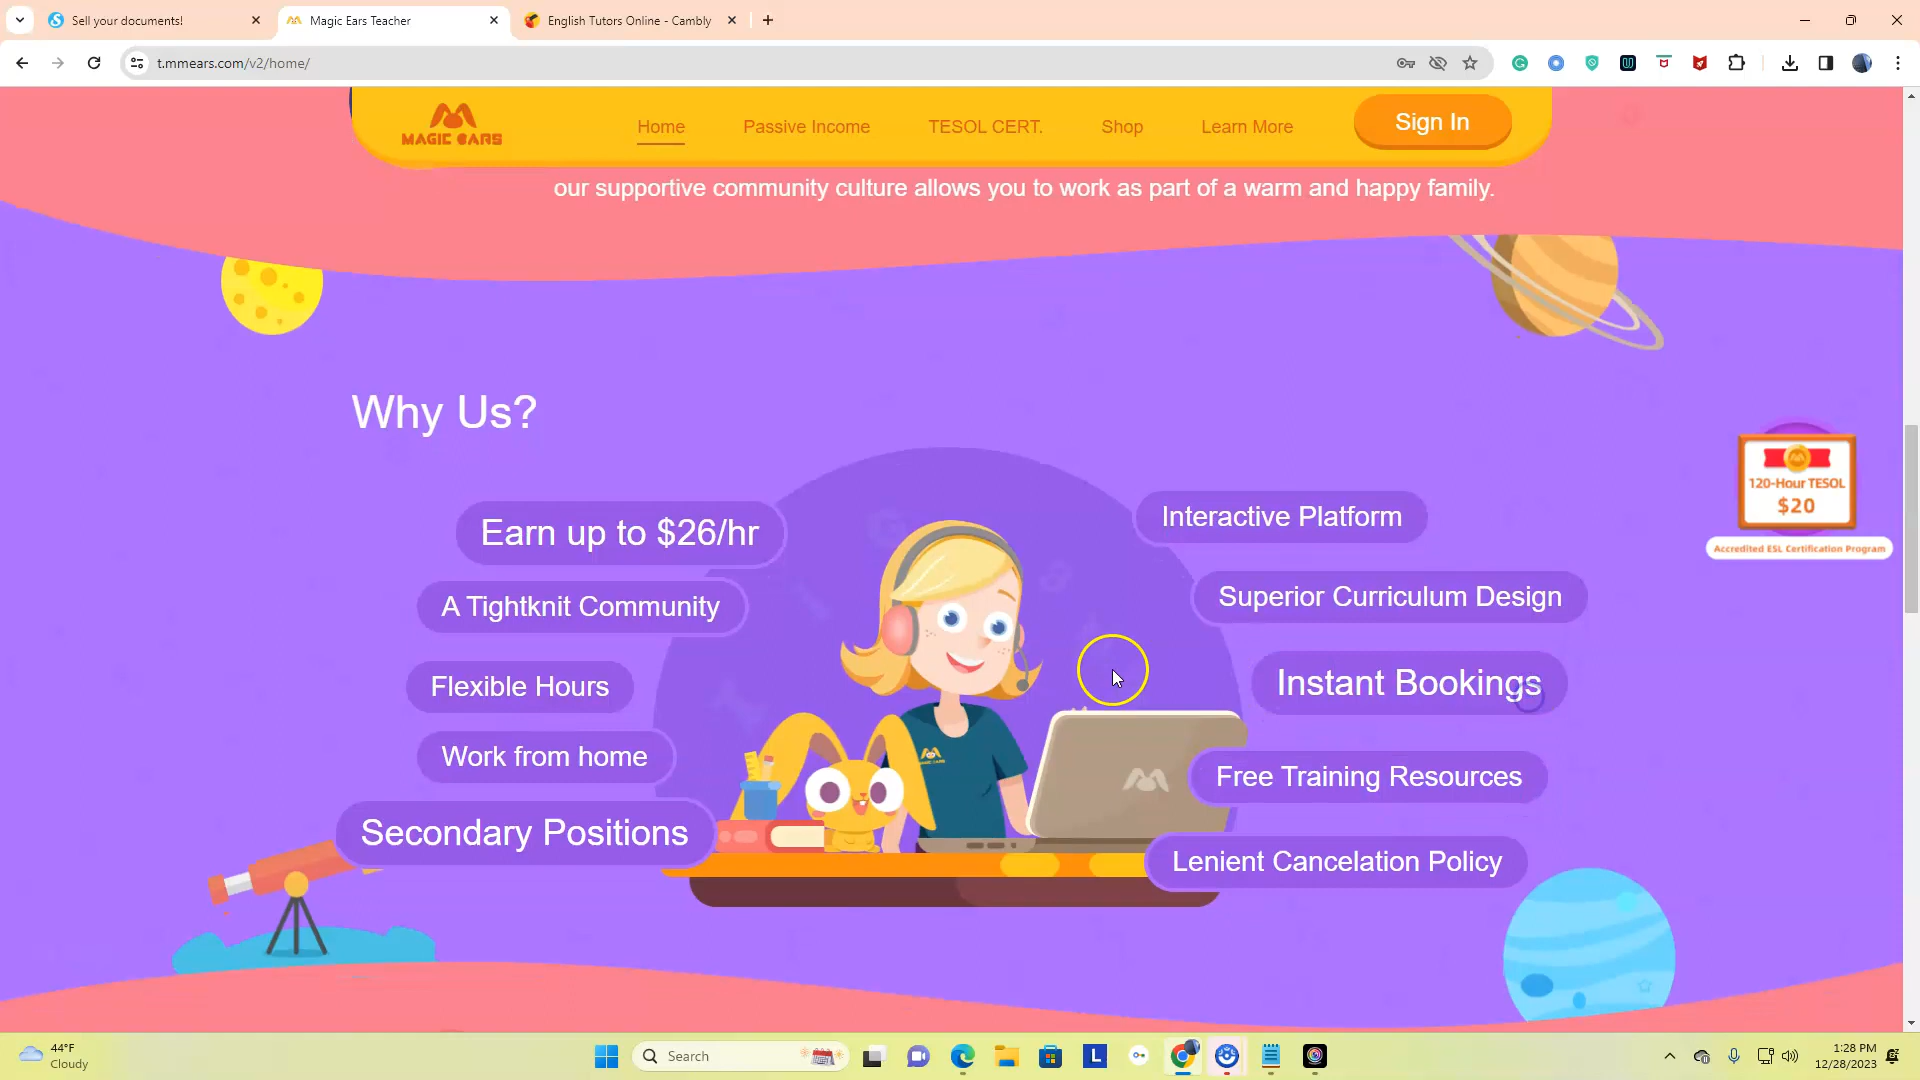 Sell your documents!
Magic Ears Teacher
English Tutors Online - Cambly
t.mmears.com/v2/home/
MAGIC EARS
Home
Passive Income
TESOL CERT.
Shop
Learn More
Sign In
our supportive community culture allows you to work as part of a warm and happy family.
Why Us?
Earn up to $26/hr
A Tightknit Community
Flexible Hours
Work from home
Secondary Positions
Interactive Platform
Superior Curriculum Design
Instant Bookings
Free Training Resources
Lenient Cancelation Policy
MAGIC EARS
120-Hour TESOL
$20
Accredited ESL Certification Program
44°F
Cloudy
Search
L
1:28 PM
12/28/2023